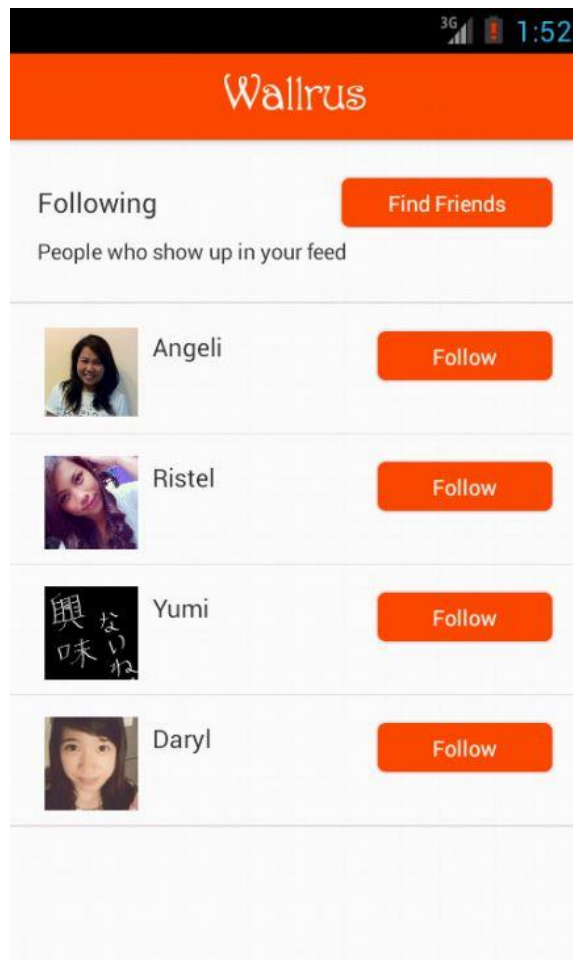 3G 1:52
Wallrus
Following
Find Friends
People who show up in your feed
Angeli
Follow
Ristel
Follow
興味
ないね
Yumi
Follow
Daryl
Follow